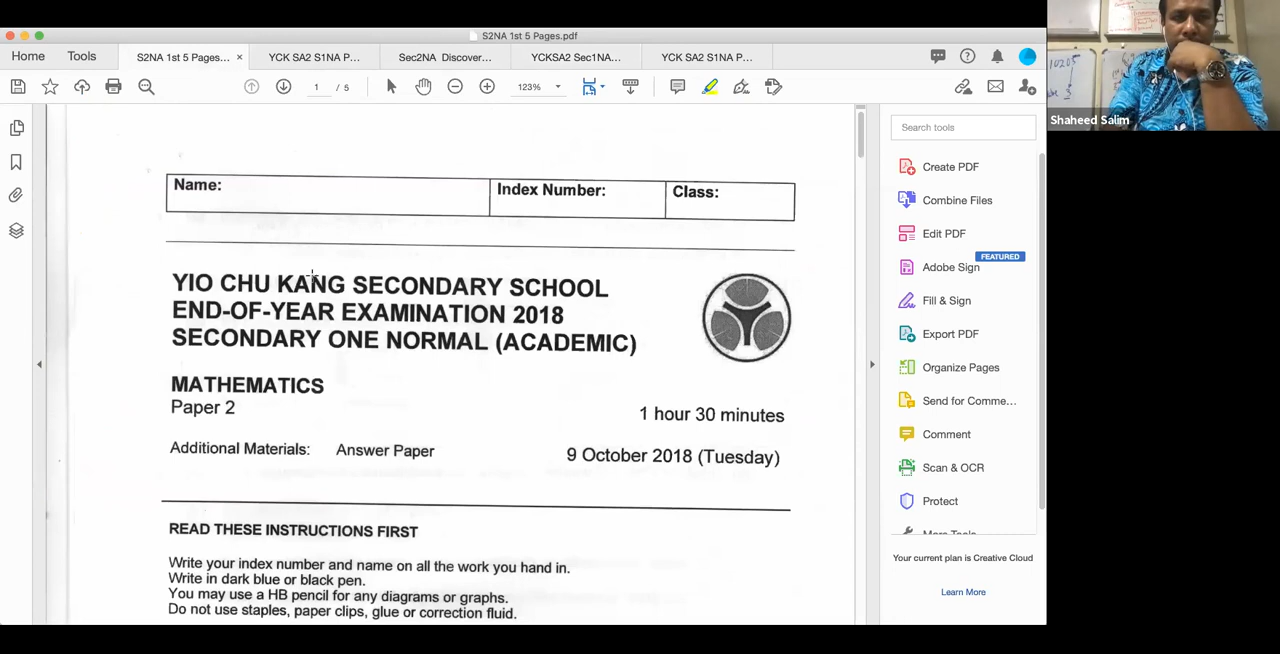 S2NA 1st 5 Pages.pdf
Home
Tools
S2NA 1st 5 Pages...
YCK SA2 S1NA P...
Sec2NA Discover...
YCKSA2 Sec1NA...
YCK SA2 S1NA P...
1 / 5
123%
Search tools
Create PDF
Combine Files
Edit PDF
FEATURED
Adobe Sign
Fill & Sign
Export PDF
Organize Pages
Send for Comme...
Comment
Scan & OCR
Protect
More Tools
Your current plan is Creative Cloud
Learn More
Name:
Index Number:
Class:
YIO CHU KANG SECONDARY SCHOOL
END-OF-YEAR EXAMINATION 2018
SECONDARY ONE NORMAL (ACADEMIC)
MATHEMATICS
Paper 2
1 hour 30 minutes
Additional Materials: Answer Paper
9 October 2018 (Tuesday)
READ THESE INSTRUCTIONS FIRST
Write your index number and name on all the work you hand in.
Write in dark blue or black pen.
You may use a HB pencil for any diagrams or graphs.
Do not use staples, paper clips, glue or correction fluid.
Shaheed Salim